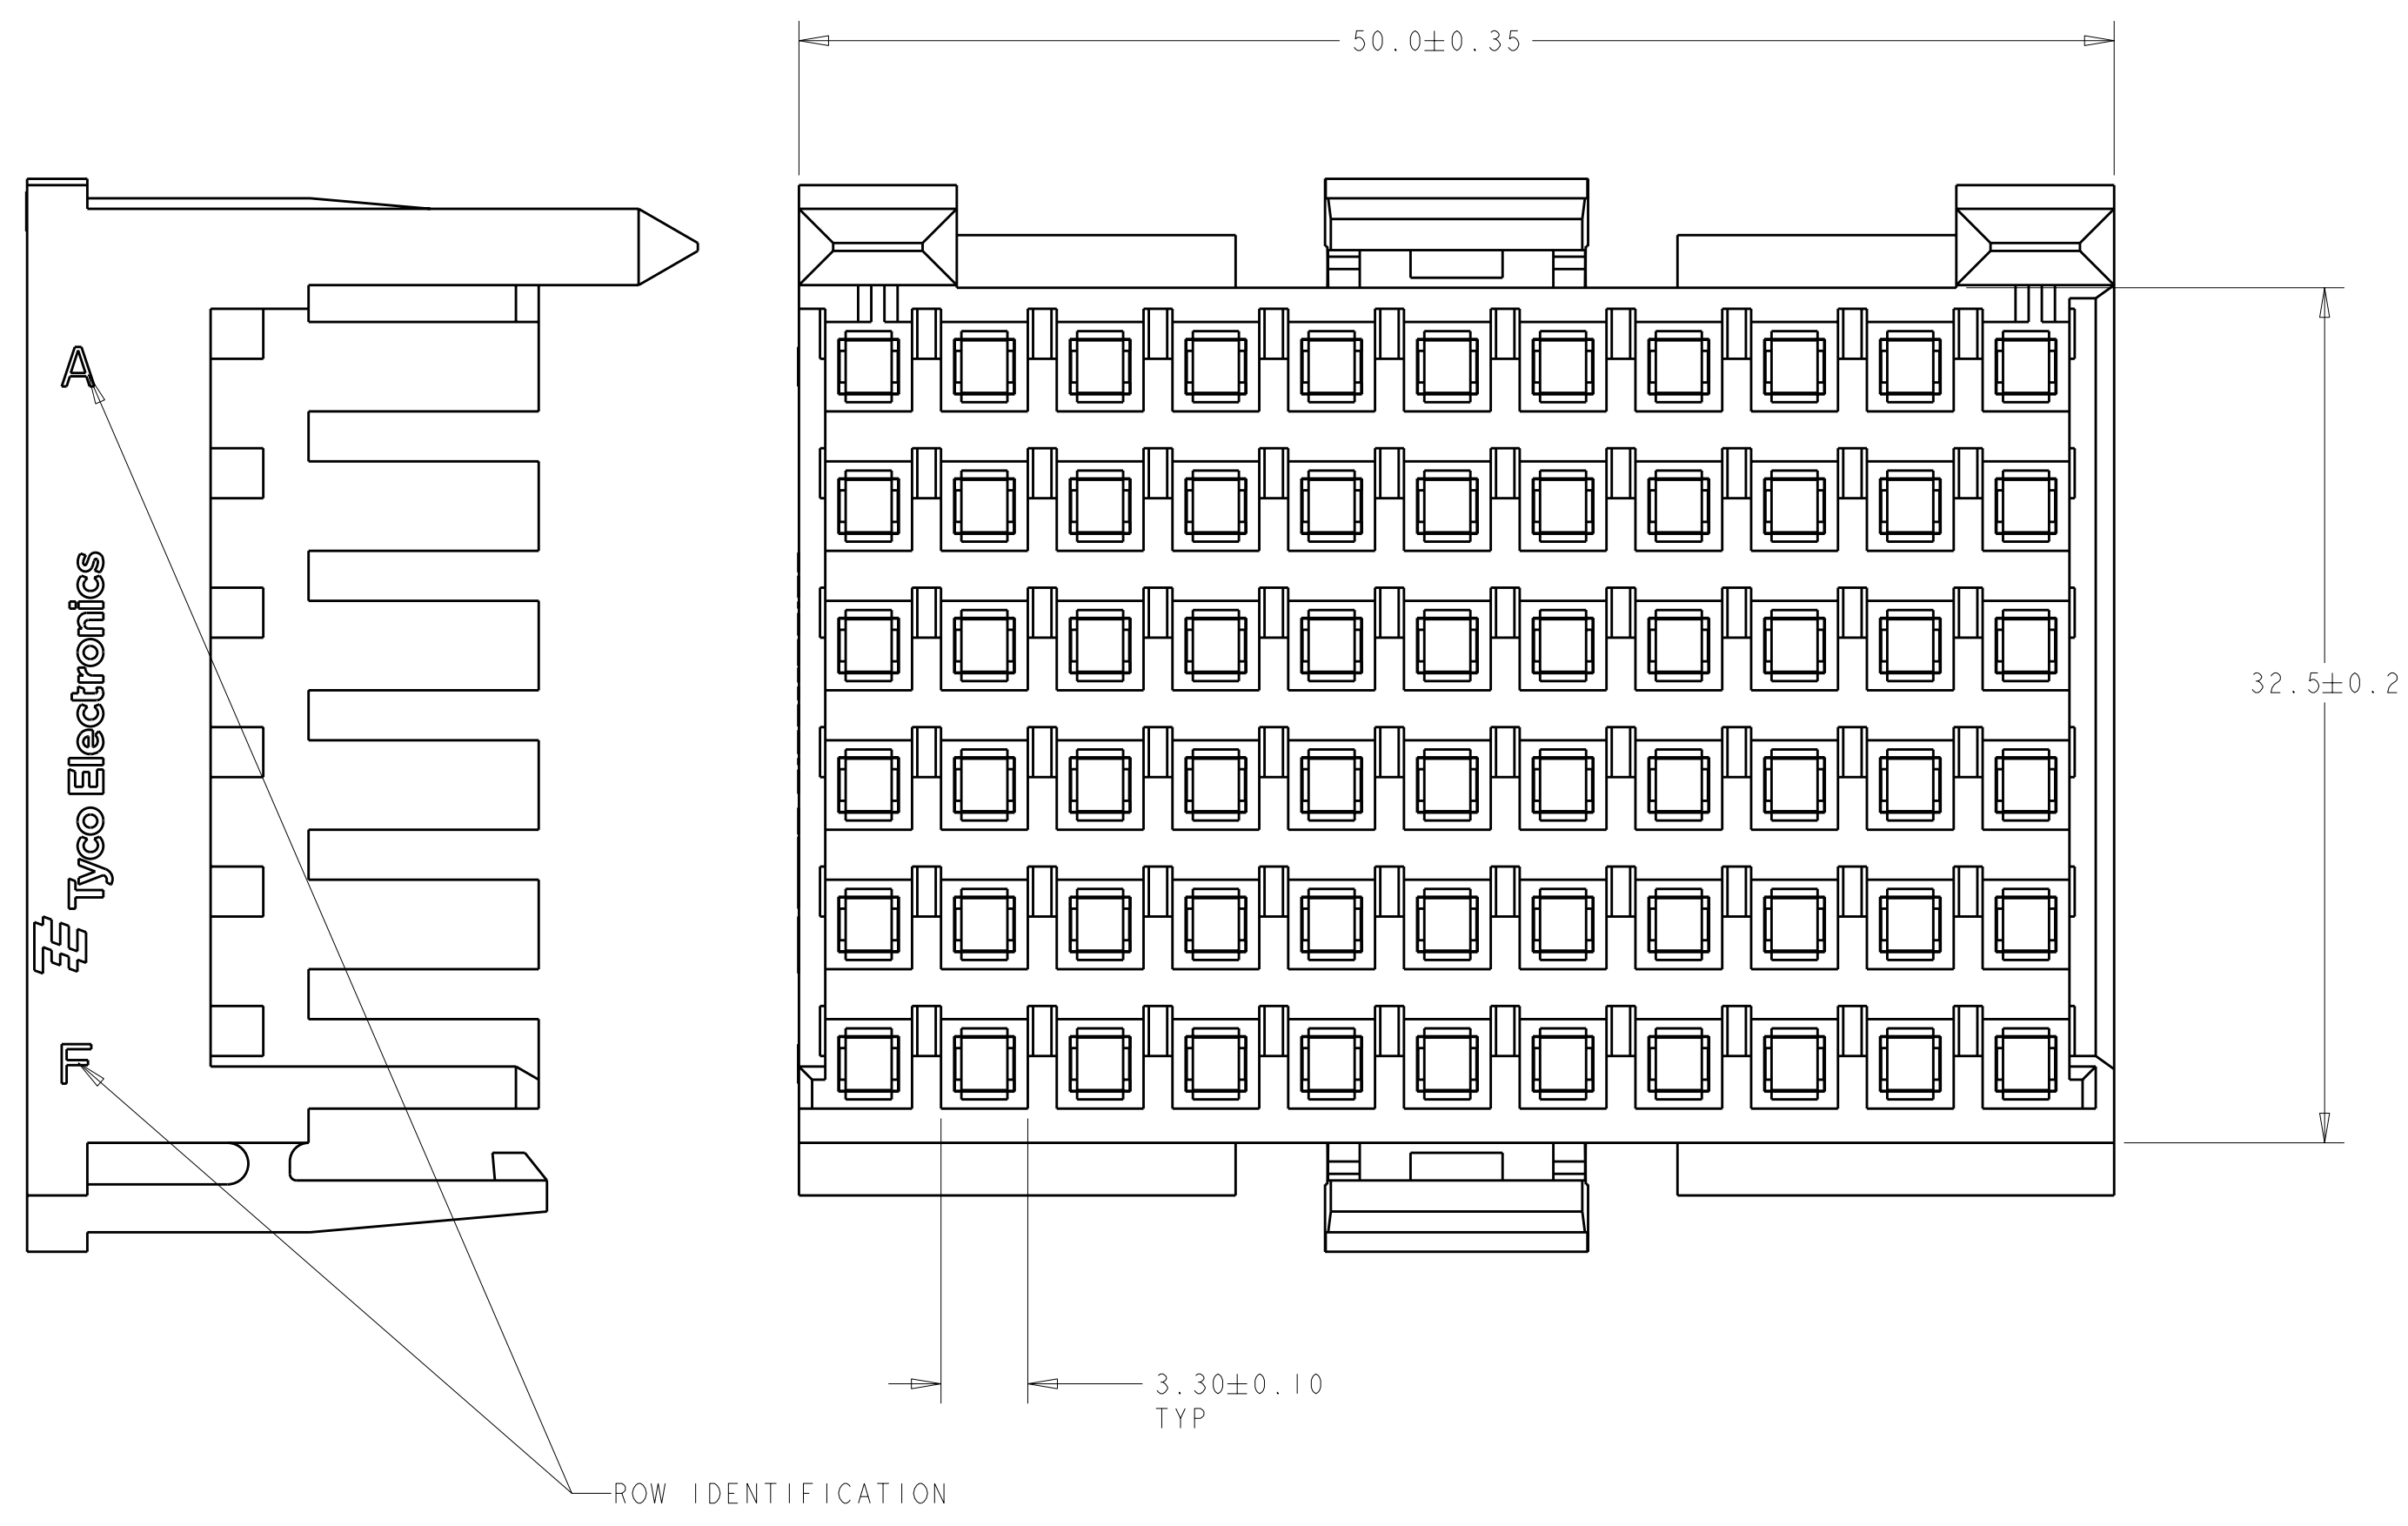 50.0±0.35
A
Tyco Electronics
F
32.5±0.2
3.30±0.10
TYP
ROW IDENTIFICATION